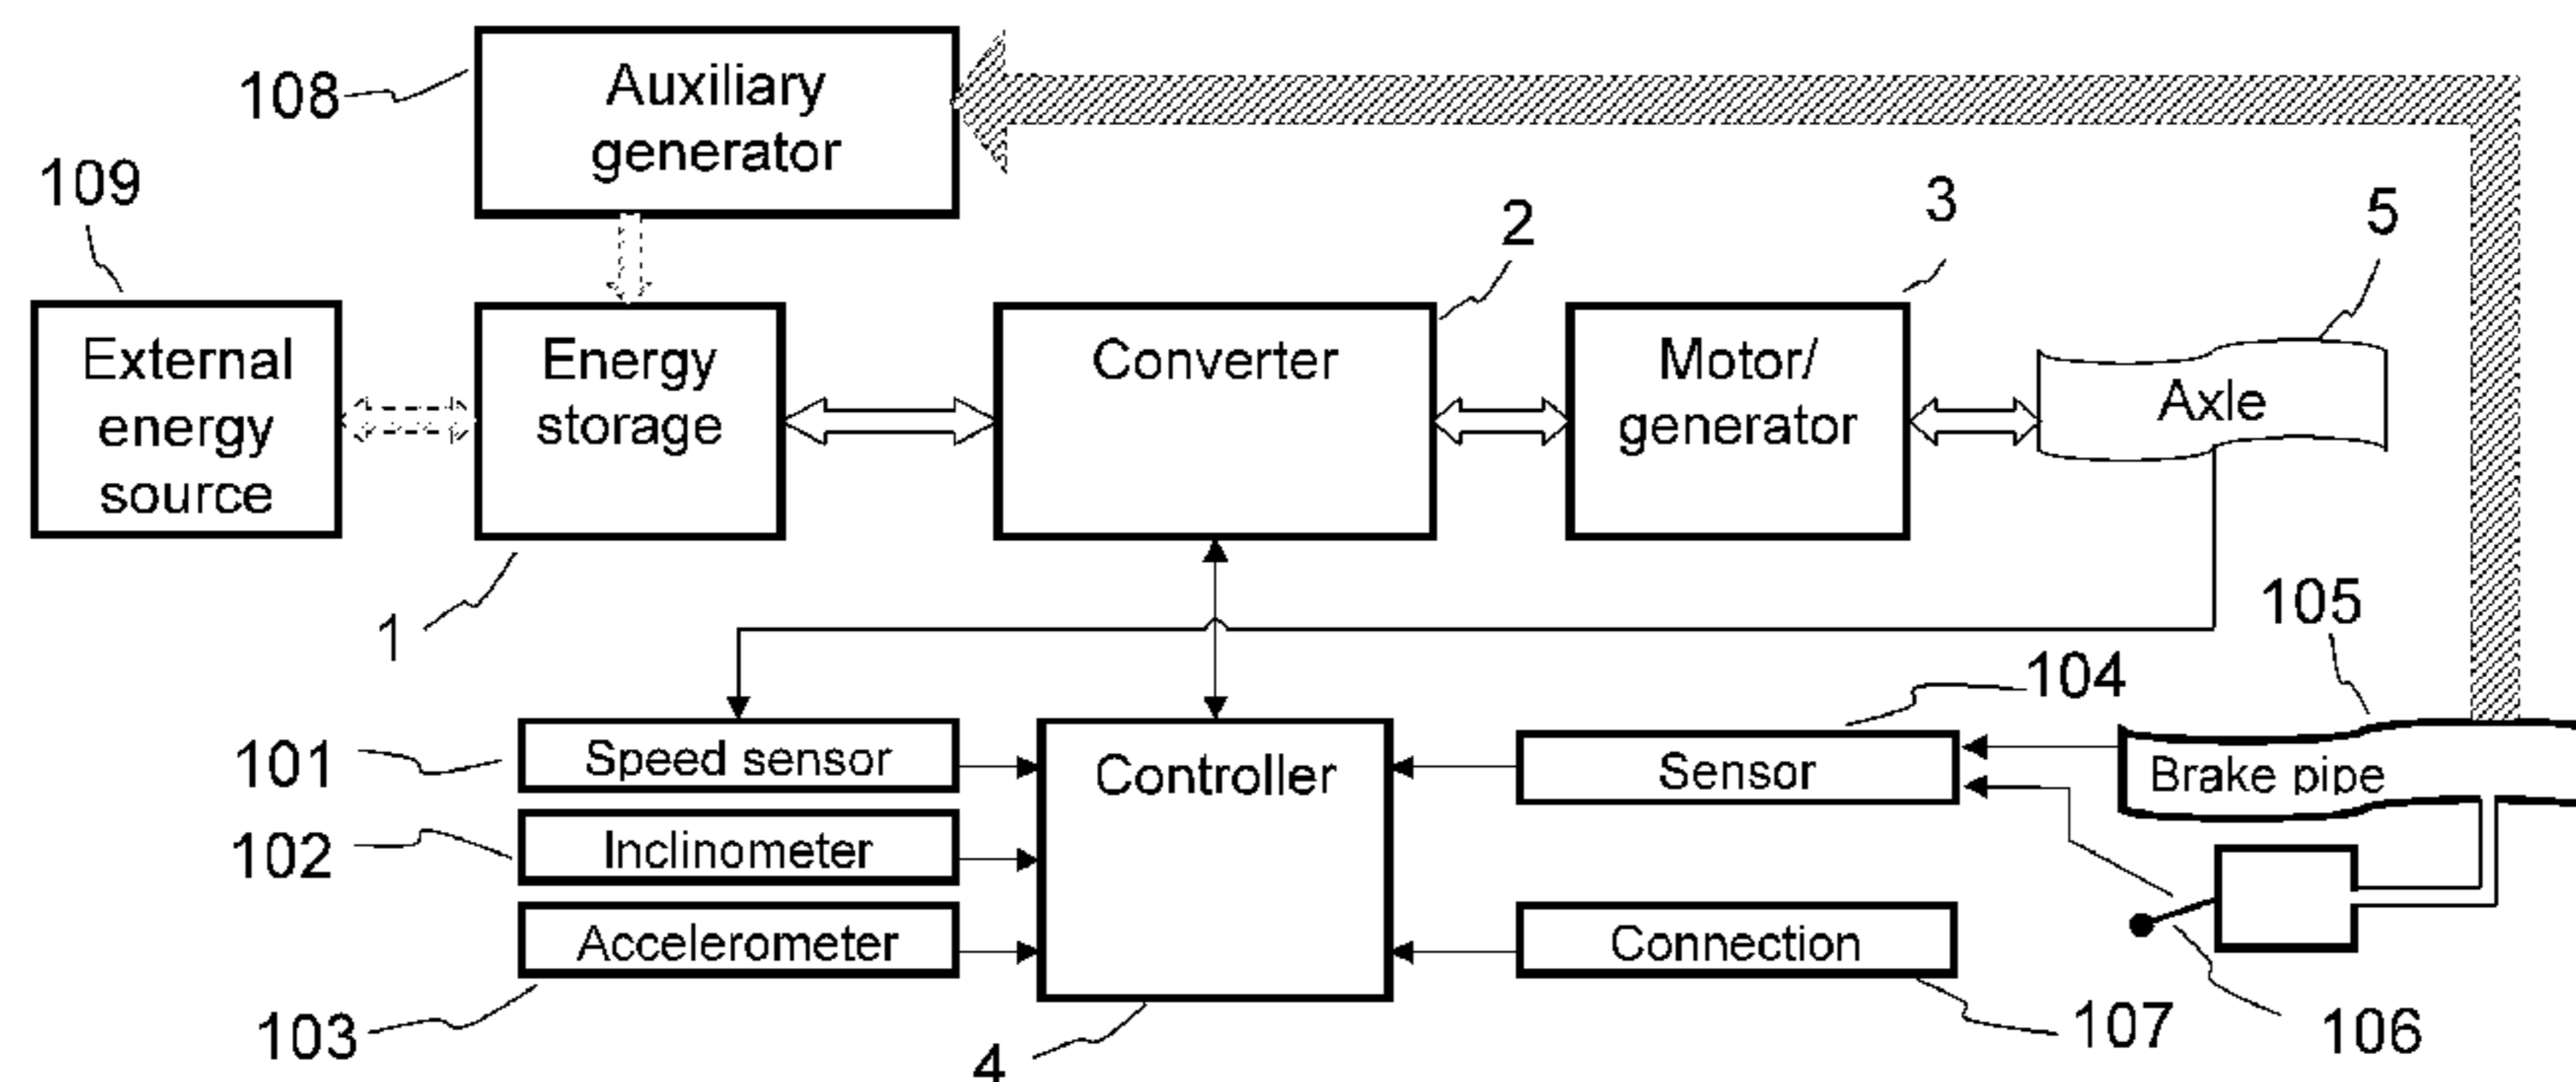 108
Auxiliary
generator
109
2
3
5
External
energy
source
Energy
storage
Converter
Motor/
generator
Axle
1
105
104
101
Speed sensor
Controller
Sensor
Brake pipe
102
Inclinometer
103
Accelerometer
Connection
4
107
106